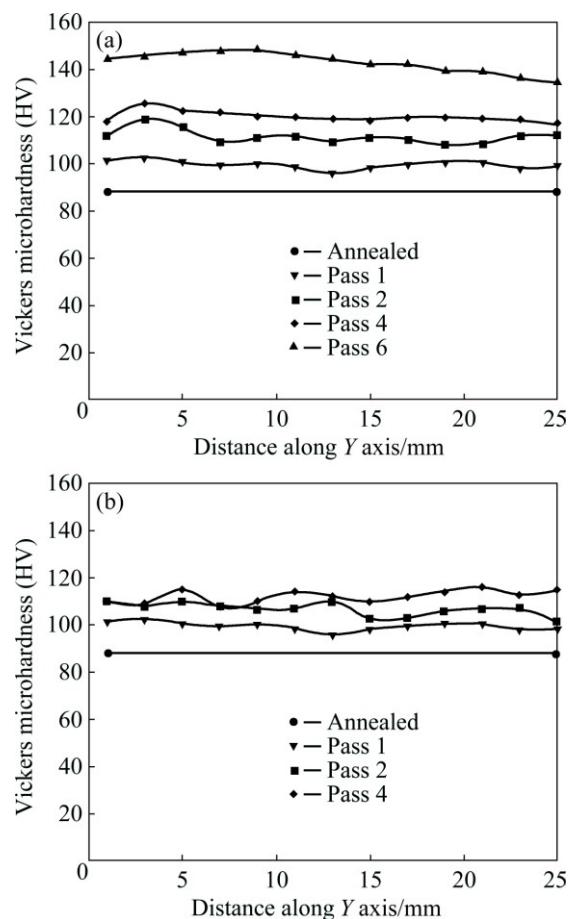 (a)
160
140
120
100
80
60
40
20
0
Vickers microhardness (HV)
Annealed
Pass 1
Pass 2
Pass 4
Pass 6
5
10
15
20
25
Distance along Y axis/mm
(b)
160
140
120
100
80
60
40
20
0
Vickers microhardness (HV)
Annealed
Pass 1
Pass 2
Pass 4
5
10
15
20
25
Distance along Y axis/mm